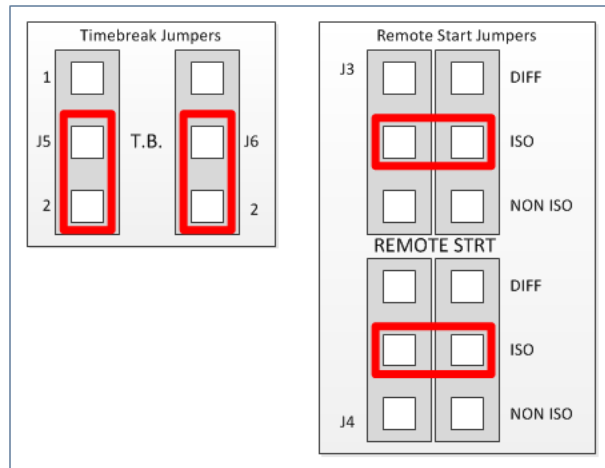 Timebreak Jumpers
1
J5
T.B.
J6
2
2
Remote Start Jumpers
J3
DIFF
ISO
NON ISO
REMOTE STRT
DIFF
ISO
J4
NON ISO